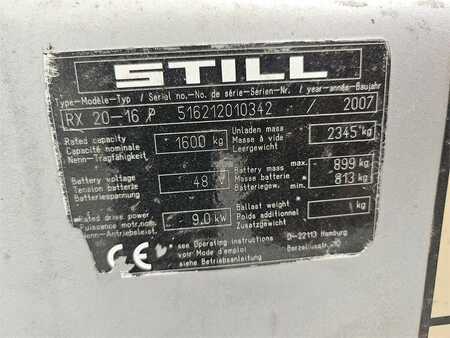 STILL
Type-Modèle-Typ / Serial no.-No. de série-Serien-Nr. / year-année-Baujahr
RX 20-16 P 516212010342 / 2007
Rated capacity
Capacité nominale
Nenn-Tragfähigkeit
1600 kg
Unladen mass
Masse à vide
Leergewicht
2345 kg
Battery voltage
Tension batterie
Batteriespannung
48 V
Battery mass max.
Masse batterie
Batteriegew. min.
899 kg
813 kg
Rated drive power
Puissance motr.nom.
Nenn-Antriebsleist.
9.0 kW
Ballast weight
Poids additionnel
Zusatzgewicht
kg
CE
* see Operating instructions
voir Mode d'emploi
siehe Betriebsanleitung
D-22113 Hamburg
Berzeliusstr. 10